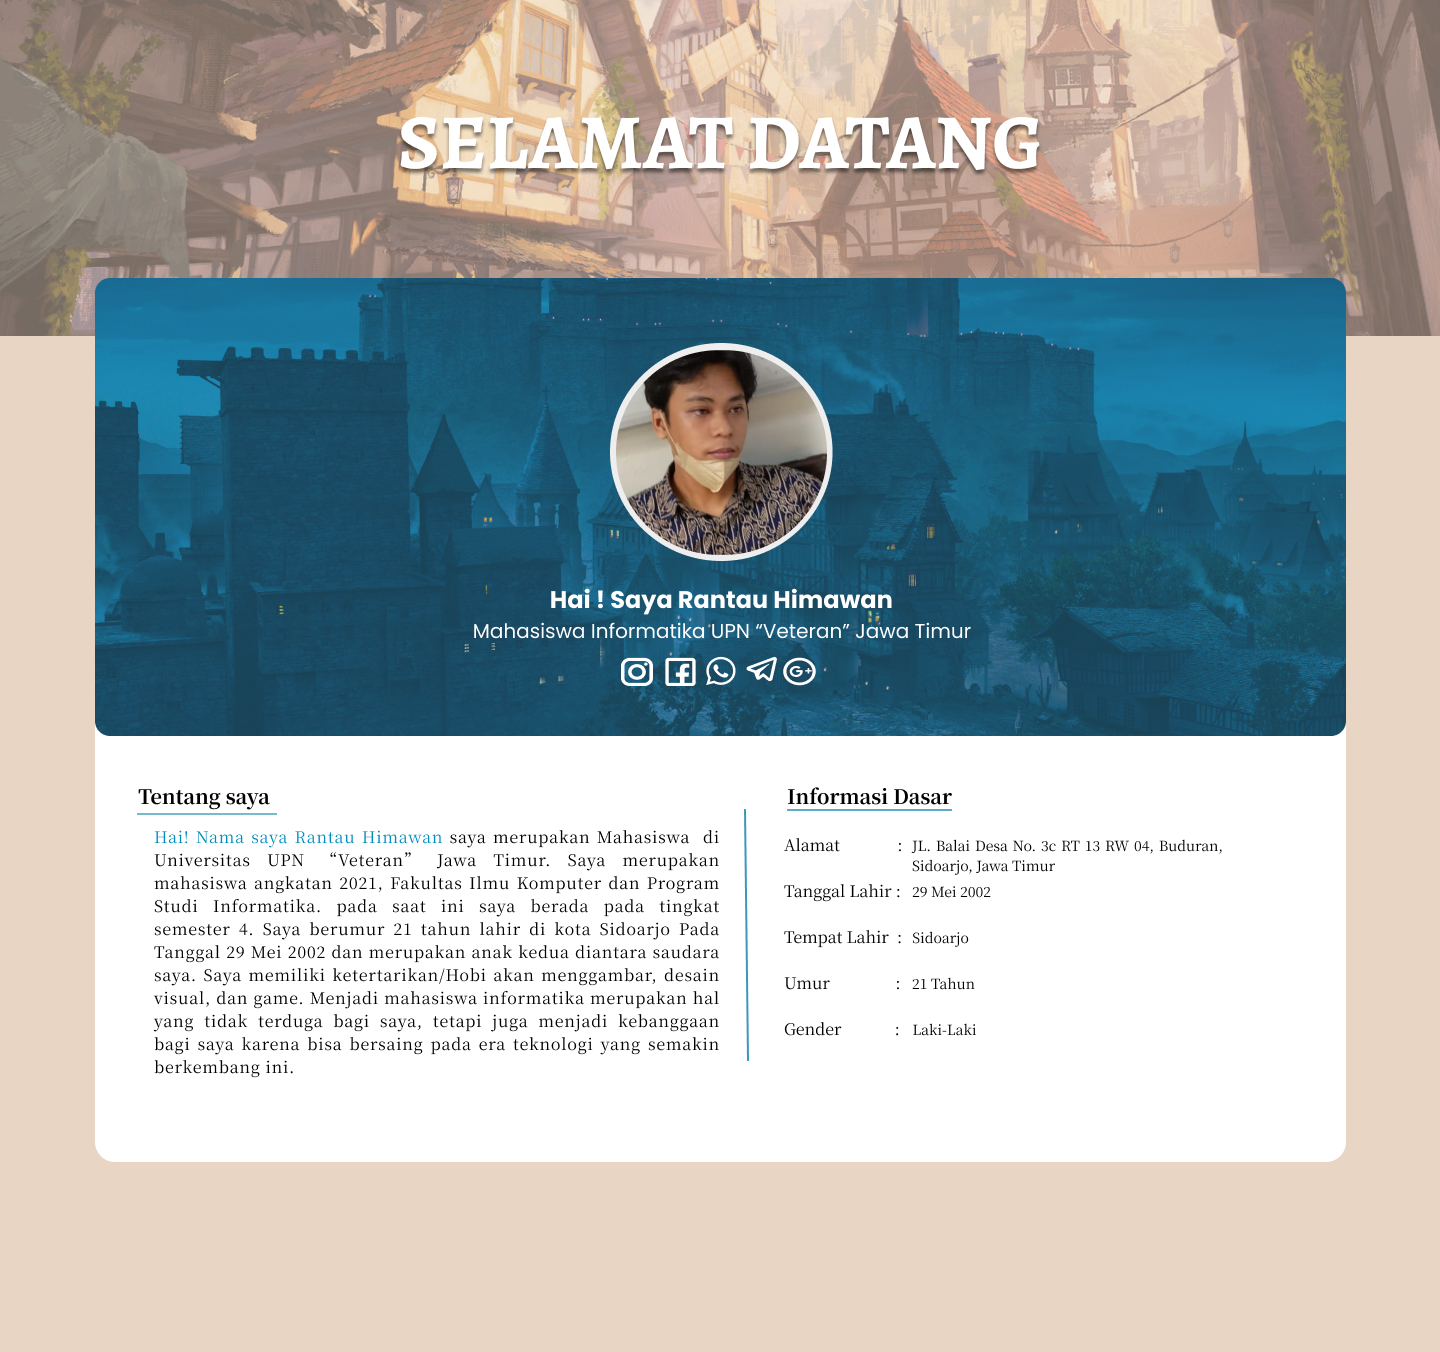 SELAMAT DATANG
Hai ! Saya Rantau Himawan
Mahasiswa Informatika UPN “Veteran” Jawa Timur
Tentang saya
Hai! Nama saya Rantau Himawan saya merupakan Mahasiswa di
Universitas UPN “Veteran” Jawa Timur. Saya merupakan
mahasiswa angkatan 2021, Fakultas Ilmu Komputer dan Program
Studi Informatika. pada saat ini saya berada pada tingkat
semester 4. Saya berumur 21 tahun lahir di kota Sidoarjo Pada
Tanggal 29 Mei 2002 dan merupakan anak kedua diantara saudara
saya. Saya memiliki ketertarikan/Hobi akan menggambar, desain
visual, dan game. Menjadi mahasiswa informatika merupakan hal
yang tidak terduga bagi saya, tetapi juga menjadi kebanggaan
bagi saya karena bisa bersaing pada era teknologi yang semakin
berkembang ini.
Informasi Dasar
Alamat : JL. Balai Desa No. 3c RT 13 RW 04, Buduran,
Sidoarjo, Jawa Timur
Tanggal Lahir : 29 Mei 2002
Tempat Lahir : Sidoarjo
Umur : 21 Tahun
Gender : Laki-Laki